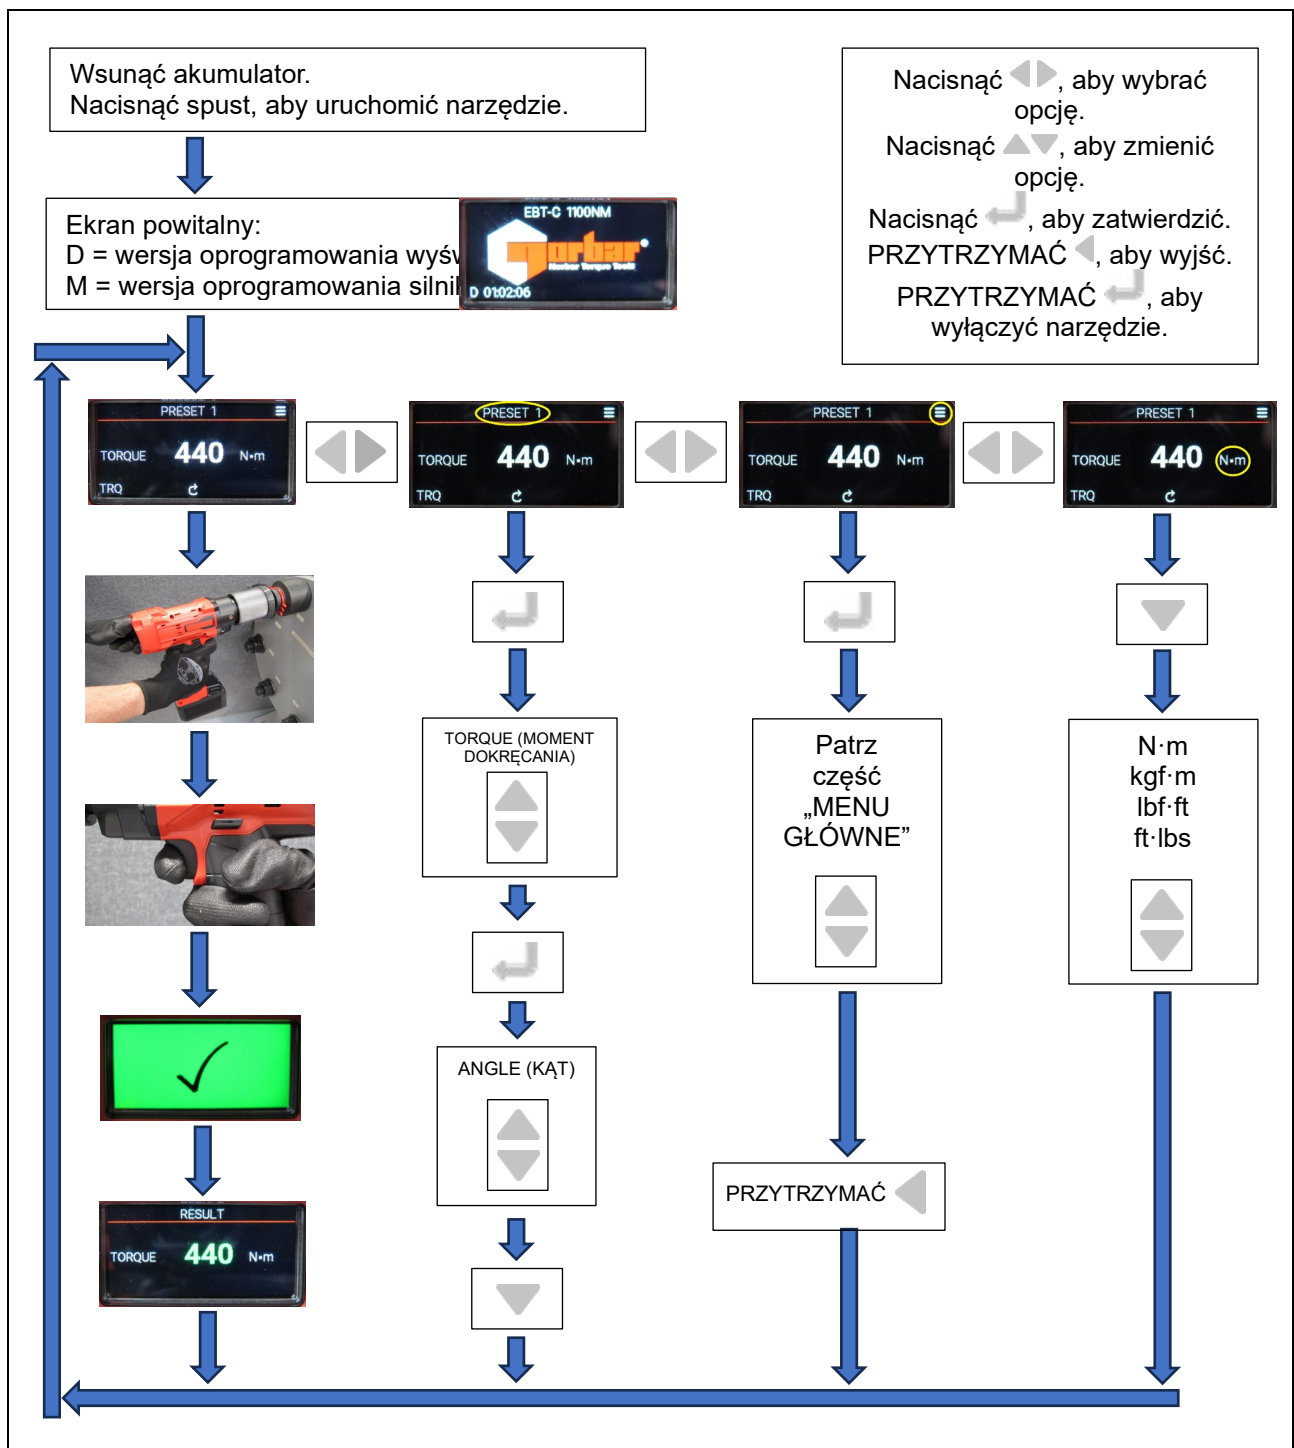 Wsunąć akumulator.
Nacisnąć spust, aby uruchomić narzędzie.
Nacisnąć , aby wybrać
opcję.
Nacisnąć , aby zmienić
opcję.
Nacisnąć , aby zatwierdzić.
PRZYTRZYMAĆ , aby wyjść.
PRZYTRZYMAĆ , aby
wyłączyć narzędzie.
Ekran powitalny:
D = wersja oprogramowania wyśw
M = wersja oprogramowania silni
EBT-C 1100NM
norbar
Norbar Torque Tools
D 01:02:06
PRESET 1
TORQUE 440 N•m
TRQ
PRESET 1
TORQUE 440 N•m
TRQ
PRESET 1
TORQUE 440 N•m
TRQ
PRESET 1
TORQUE 440 N•m
TRQ
TORQUE (MOMENT
DOKRĘCANIA)
ANGLE (KĄT)
Patrz
część
„MENU
GŁÓWNE”
PRZYTRZYMAĆ
N·m
kgf·m
lbf·ft
ft·lbs
RESULT
TORQUE 440 N•m